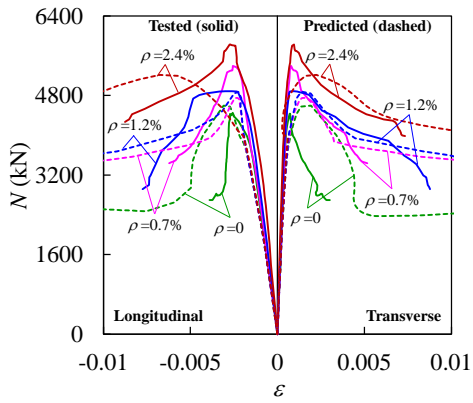 6400
4800
3200
1600
0
N (kN)
Tested (solid)
Predicted (dashed)
ρ=2.4%
ρ=2.4%
ρ=1.2%
ρ=1.2%
ρ=0.7%
ρ=0
ρ=0
ρ=0.7%
Longitudinal
Transverse
-0.01
-0.005
0
0.005
0.01
ε